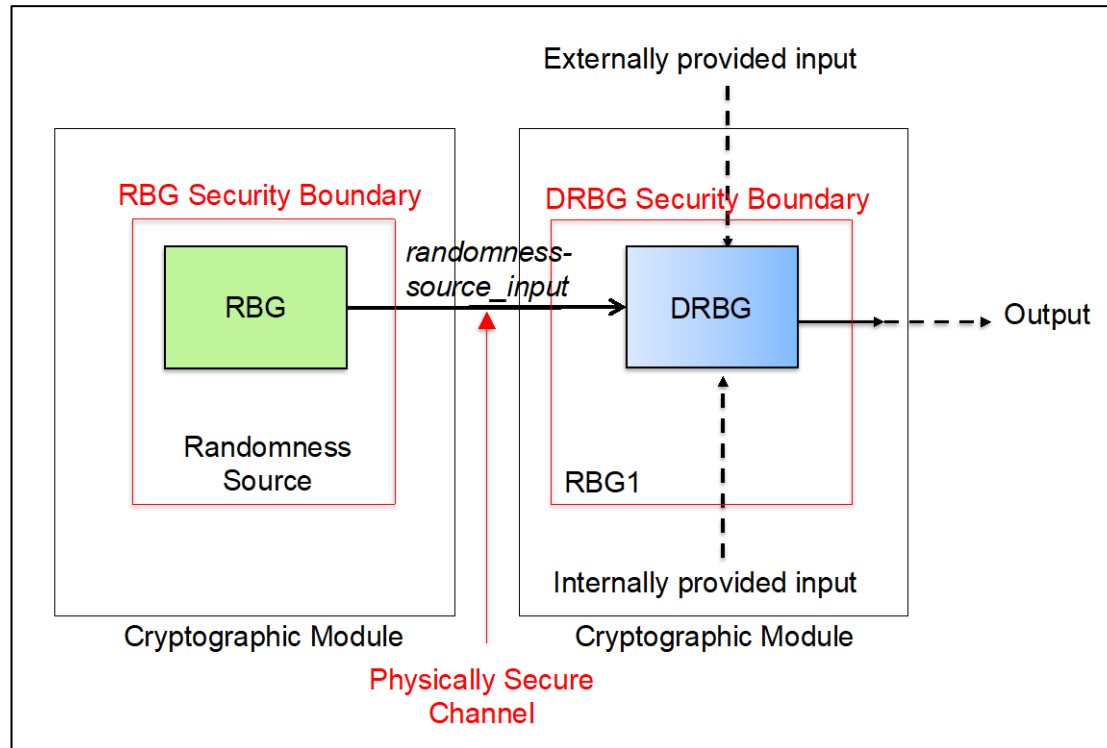 Externally provided input
RBG Security Boundary
DRBG Security Boundary
randomness-
source_input
RBG
DRBG
Output
Randomness
Source
RBG1
Internally provided input
Cryptographic Module
Cryptographic Module
Physically Secure
Channel